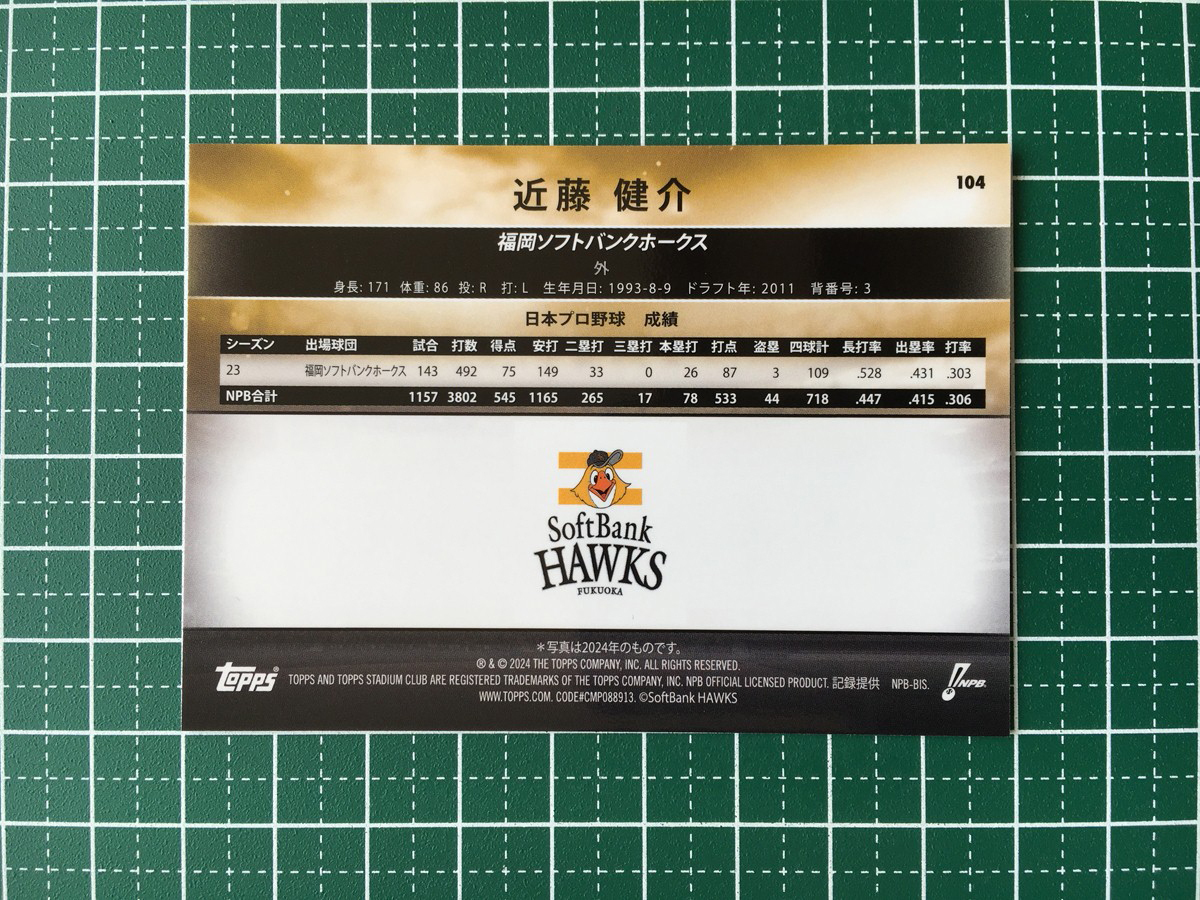 近藤 健介
104
福岡ソフトバンクホークス
外
身長: 171 体重: 86 投: R 打: L 生年月日: 1993-8-9 ドラフト年: 2011 背番号: 3
日本プロ野球 成績
シーズン 出場球団 試合 打数 得点 安打 二塁打 三塁打 本塁打 打点 盗塁 四球計 長打率 出塁率 打率
23 福岡ソフトバンクホークス 143 492 75 149 33 0 26 87 3 109 .528 .431 .303
NPB合計 1157 3802 545 1165 265 17 78 533 44 718 .447 .415 .306
SoftBank
HAWKS
FUKUOKA
＊写真は2024年のものです。
® & © 2024 THE TOPPS COMPANY, INC. ALL RIGHTS RESERVED.
Topps® TOPPS AND TOPPS STADIUM CLUB ARE REGISTERED TRADEMARKS OF THE TOPPS COMPANY, INC. NPB OFFICIAL LICENSED PRODUCT. 記録提供 NPB-BIS. NPB.
WWW.TOPPS.COM. CODE#CMP088913. ©SoftBank HAWKS